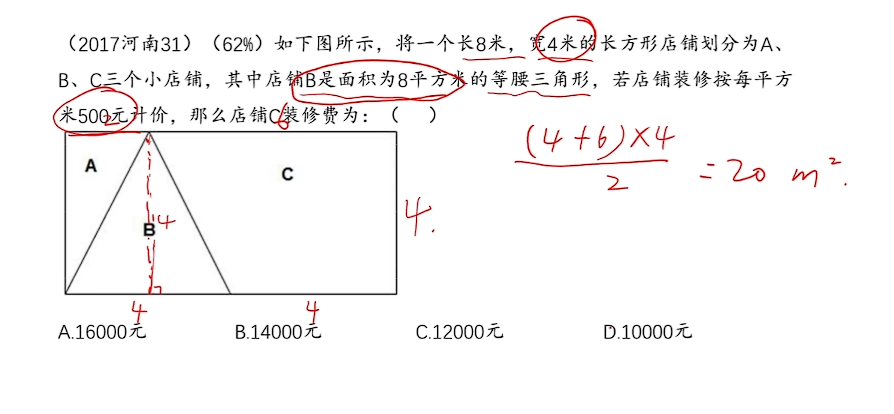 (2017河南31)(62%)如下图所示，将一个长8米，宽4米的长方形店铺划分为A、
B、C三个小店铺，其中店铺B是面积为8平方米的等腰三角形，若店铺装修按每平方
米500元计价，那么店铺C装修费为：（ ）
2
6
(4+6)×4
2
=20 m².
A
C
B
4
4.
4
4
A.16000元 B.14000元 C.12000元 D.10000元